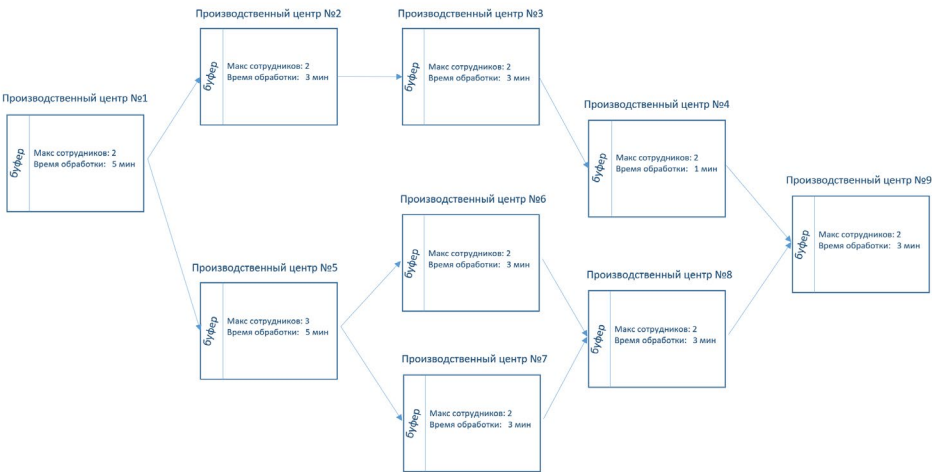 Производственный центр №1
буфер
Макс сотрудников: 2
Время обработки: 5 мин
Производственный центр №2
буфер
Макс сотрудников: 2
Время обработки: 3 мин
Производственный центр №3
буфер
Макс сотрудников: 2
Время обработки: 3 мин
Производственный центр №4
буфер
Макс сотрудников: 2
Время обработки: 1 мин
Производственный центр №5
буфер
Макс сотрудников: 3
Время обработки: 5 мин
Производственный центр №6
буфер
Макс сотрудников: 2
Время обработки: 3 мин
Производственный центр №7
буфер
Макс сотрудников: 2
Время обработки: 3 мин
Производственный центр №8
буфер
Макс сотрудников: 2
Время обработки: 3 мин
Производственный центр №9
буфер
Макс сотрудников: 2
Время обработки: 3 мин